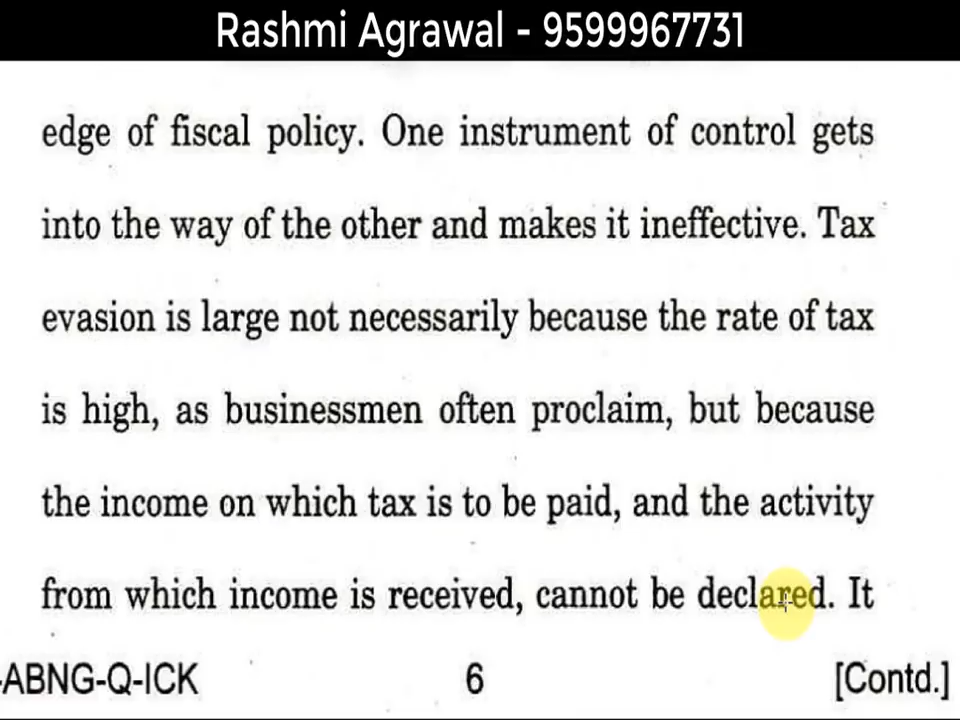 Rashmi Agrawal - 9599967731
edge of fiscal policy. One instrument of control gets
into the way of the other and makes it ineffective. Tax
evasion is large not necessarily because the rate of tax
is high, as businessmen often proclaim, but because
the income on which tax is to be paid, and the activity
from which income is received, cannot be declared. It
-ABNG-Q-ICK 6 [Contd.]